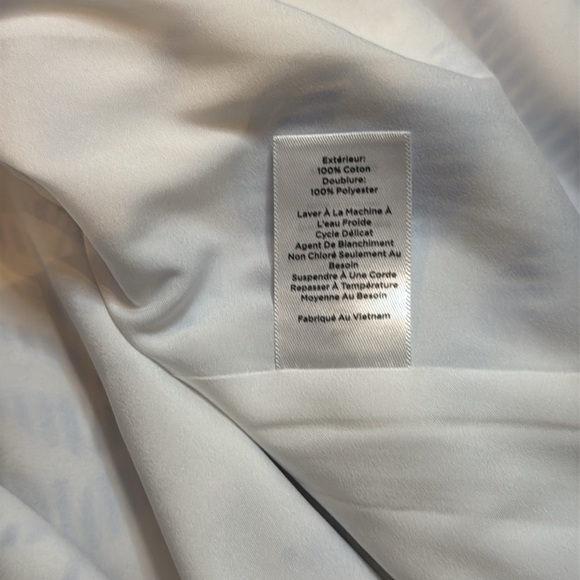 Extérieur:
100% Coton
Doublure:
100% Polyester
Laver À La Machine À
L'eau Froide
Cycle Délicat
Agent De Blanchiment
Non Chloré Seulement Au
Besoin
Suspendre À Une Corde
Repasser À Température
Moyenne Au Besoin
Fabriqué Au Vietnam